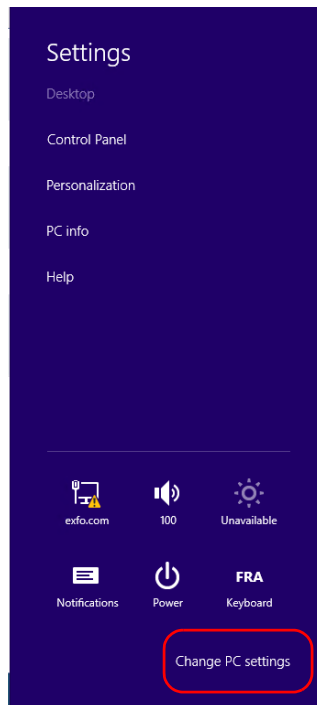 Settings
Desktop
Control Panel
Personalization
PC info
Help
exfo.com 100 Unavailable
FRA
Notifications Power Keyboard
Change PC settings